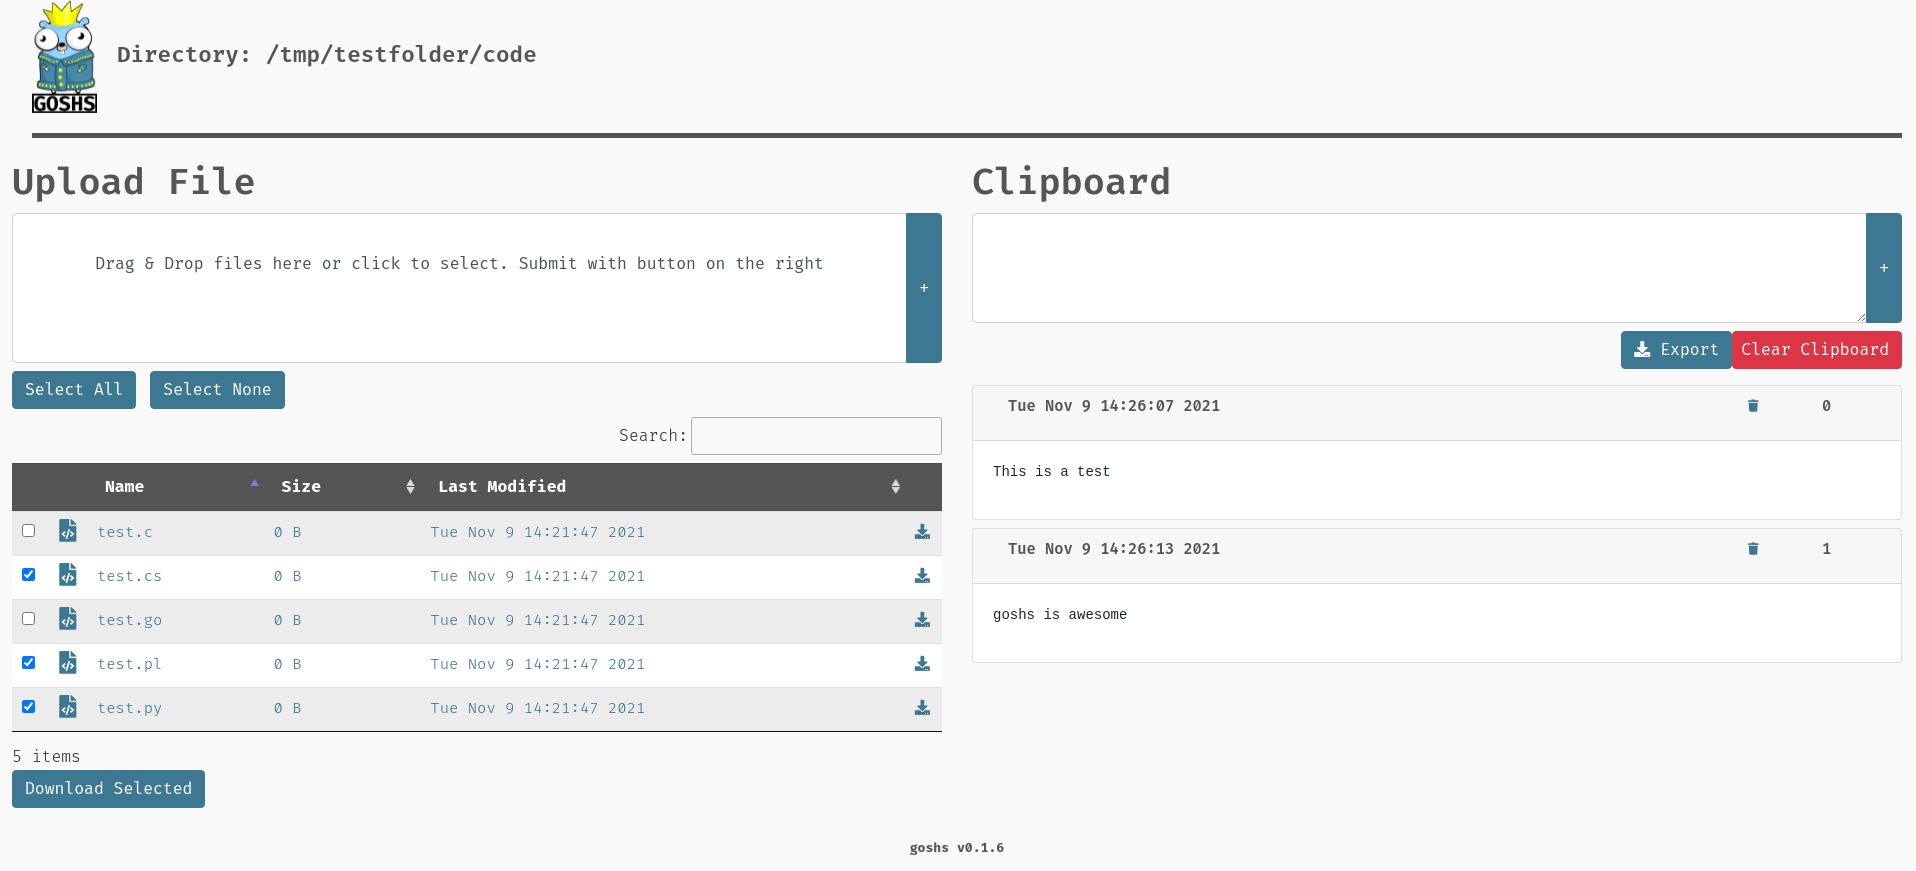 GOSHS
Directory: /tmp/testfolder/code
Upload File
Drag & Drop files here or click to select. Submit with button on the right
+
Select All Select None
Search:
Name Size Last Modified
test.c 0 B Tue Nov 9 14:21:47 2021
test.cs 0 B Tue Nov 9 14:21:47 2021
test.go 0 B Tue Nov 9 14:21:47 2021
test.pl 0 B Tue Nov 9 14:21:47 2021
test.py 0 B Tue Nov 9 14:21:47 2021
5 items
Download Selected
Clipboard
+
Export Clear Clipboard
Tue Nov 9 14:26:07 2021 0
This is a test
Tue Nov 9 14:26:13 2021 1
goshs is awesome
goshs v0.1.6